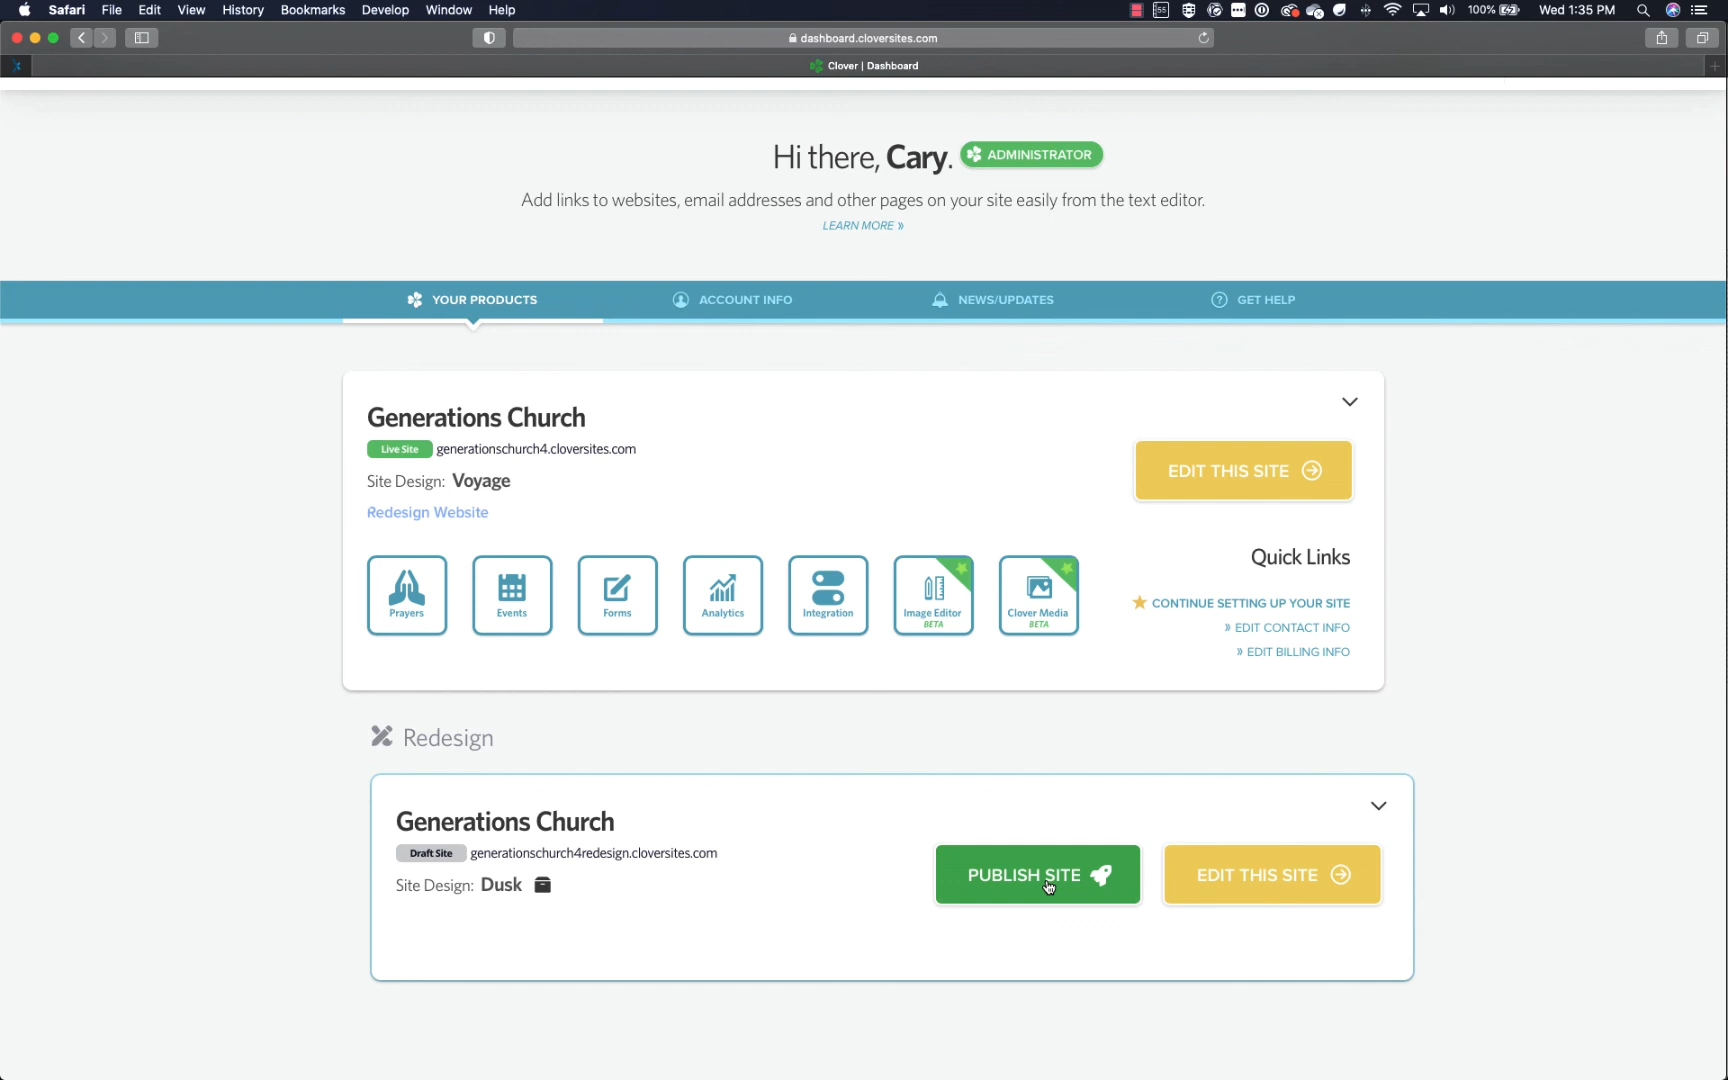 Safari File Edit View History Bookmarks Develop Window Help 100% Wed 1:35 PM
dashboard.cloversites.com
Clover | Dashboard
Hi there, Cary. ADMINISTRATOR
Add links to websites, email addresses and other pages on your site easily from the text editor.
LEARN MORE »
YOUR PRODUCTS ACCOUNT INFO NEWS/UPDATES ? GET HELP
Generations Church
Live Site generationschurch4.cloversites.com
EDIT THIS SITE
Site Design: Voyage
Redesign Website
Quick Links
Prayers Events Forms Analytics Integration Image Editor BETA Clover Media BETA
CONTINUE SETTING UP YOUR SITE
» EDIT CONTACT INFO
» EDIT BILLING INFO
Redesign
Generations Church
Draft Site generationschurch4redesign.cloversites.com
PUBLISH SITE EDIT THIS SITE
Site Design: Dusk